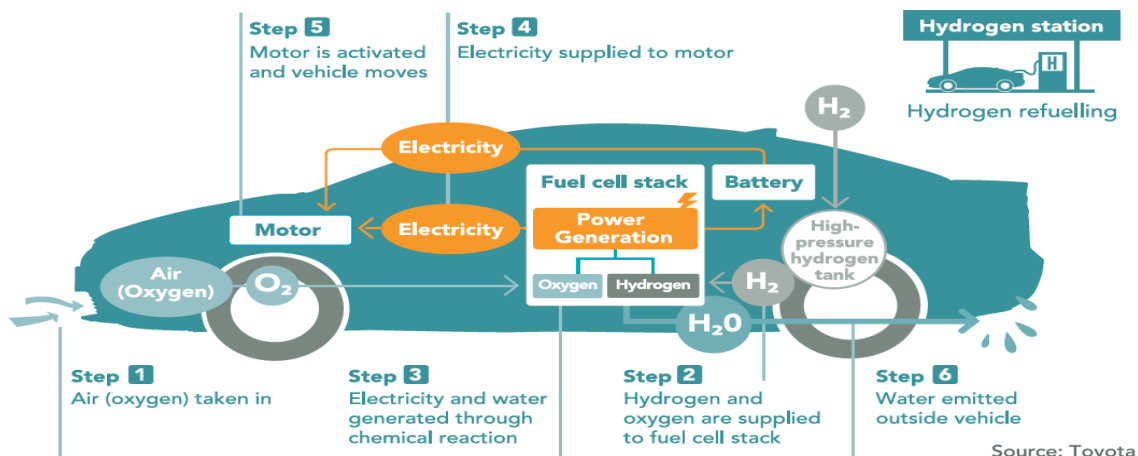 Step 5
Motor is activated
and vehicle moves
Step 4
Electricity supplied to motor
Hydrogen station
H
Hydrogen refuelling
H₂
Electricity
Fuel cell stack
Battery
Motor
Electricity
Power
Generation
High-
pressure
hydrogen
tank
Air
(Oxygen)
O₂
Oxygen
Hydrogen
H₂
H₂0
Step 1
Air (oxygen) taken in
Step 3
Electricity and water
generated through
chemical reaction
Step 2
Hydrogen and
oxygen are supplied
to fuel cell stack
Step 6
Water emitted
outside vehicle
Source: Toyota